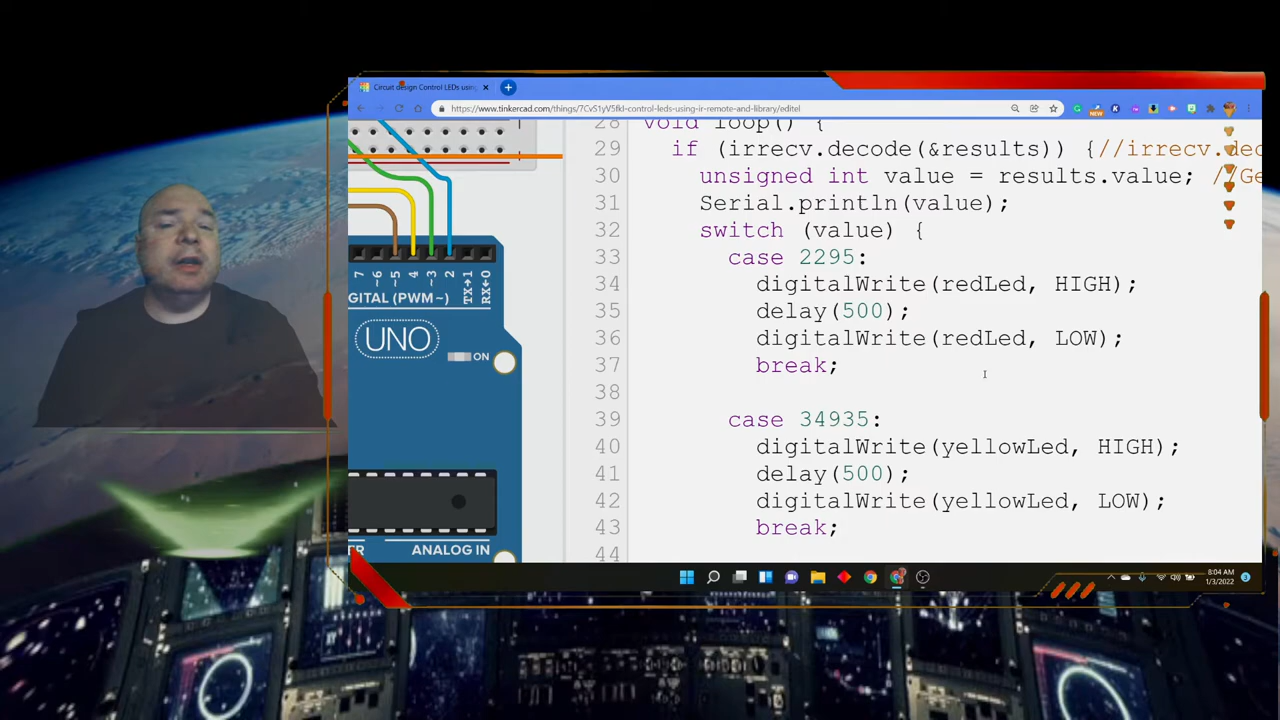 Circuit design Control LEDs using
https://www.tinkercad.com/things/7CvS1yV5fkl-control-leds-using-ir-remote-and-library/editel
NEW
28 void loop() {
29 if (irrecv.decode(&results)) {//irrecv.dec
30 unsigned int value = results.value; //Ge
31 Serial.println(value);
32 switch (value) {
33 case 2295:
34 digitalWrite(redLed, HIGH);
35 delay(500);
36 digitalWrite(redLed, LOW);
37 break;
38
39 case 34935:
40 digitalWrite(yellowLed, HIGH);
41 delay(500);
42 digitalWrite(yellowLed, LOW);
43 break;
44
7 ~6 ~5 4 ~3 2 TX→1 RX←0
GITAL (PWM~)
UNO
ON
ANALOG IN
8:04 AM
1/3/2022
3